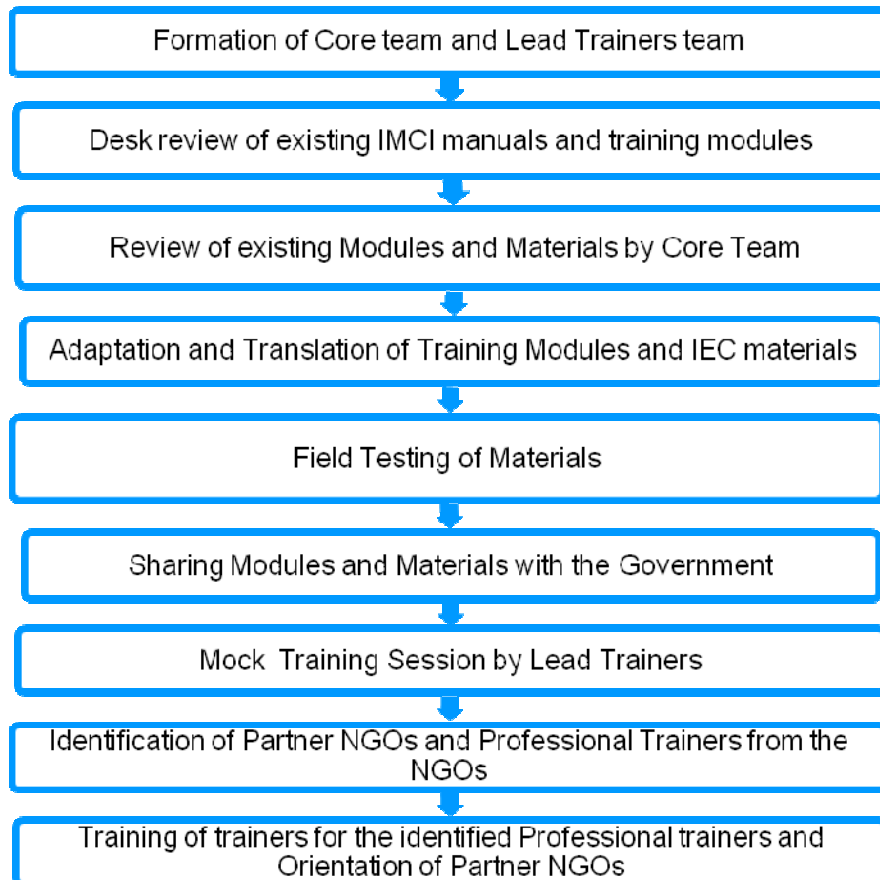 Formation of Core team and Lead Trainers team
Desk review of existing IMCI manuals and training modules
Review of existing Modules and Materials by Core Team
Adaptation and Translation of Training Modules and IEC materials
Field Testing of Materials
Sharing Modules and Materials with the Government
Mock Training Session by Lead Trainers
Identification of Partner NGOs and Professional Trainers from the
NGOs
Training of trainers for the identified Professional trainers and
Orientation of Partner NGOs